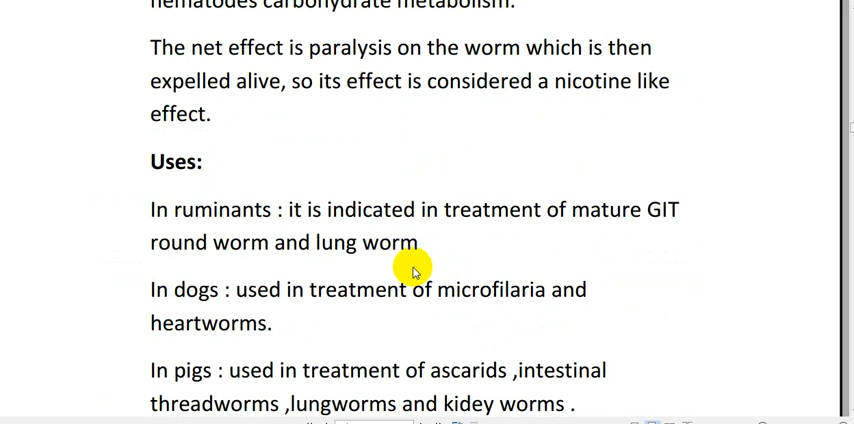 nematodes carbohydrate metabolism.
The net effect is paralysis on the worm which is then
expelled alive, so its effect is considered a nicotine like
effect.
Uses:
In ruminants : it is indicated in treatment of mature GIT
round worm and lung worm
In dogs : used in treatment of microfilaria and
heartworms.
In pigs : used in treatment of ascarids ,intestinal
threadworms ,lungworms and kidey worms .